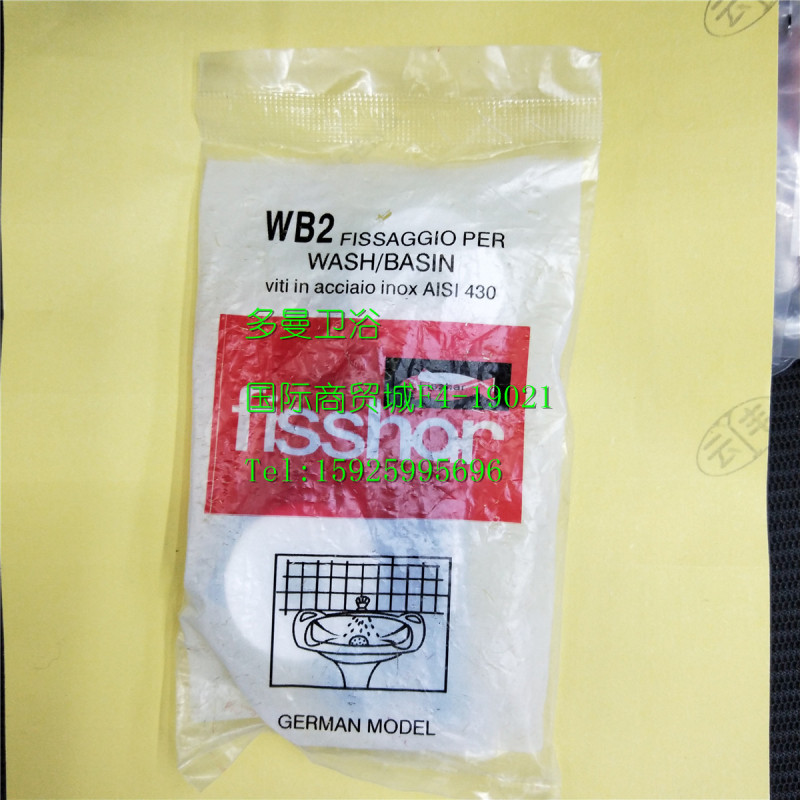 WB2 FISSAGGIO PER
WASH/BASIN
viti in acciaio inox AISI 430
多曼卫浴
国际商贸城F4-19021
fisshor
Tel:15925995696
GERMAN MODEL